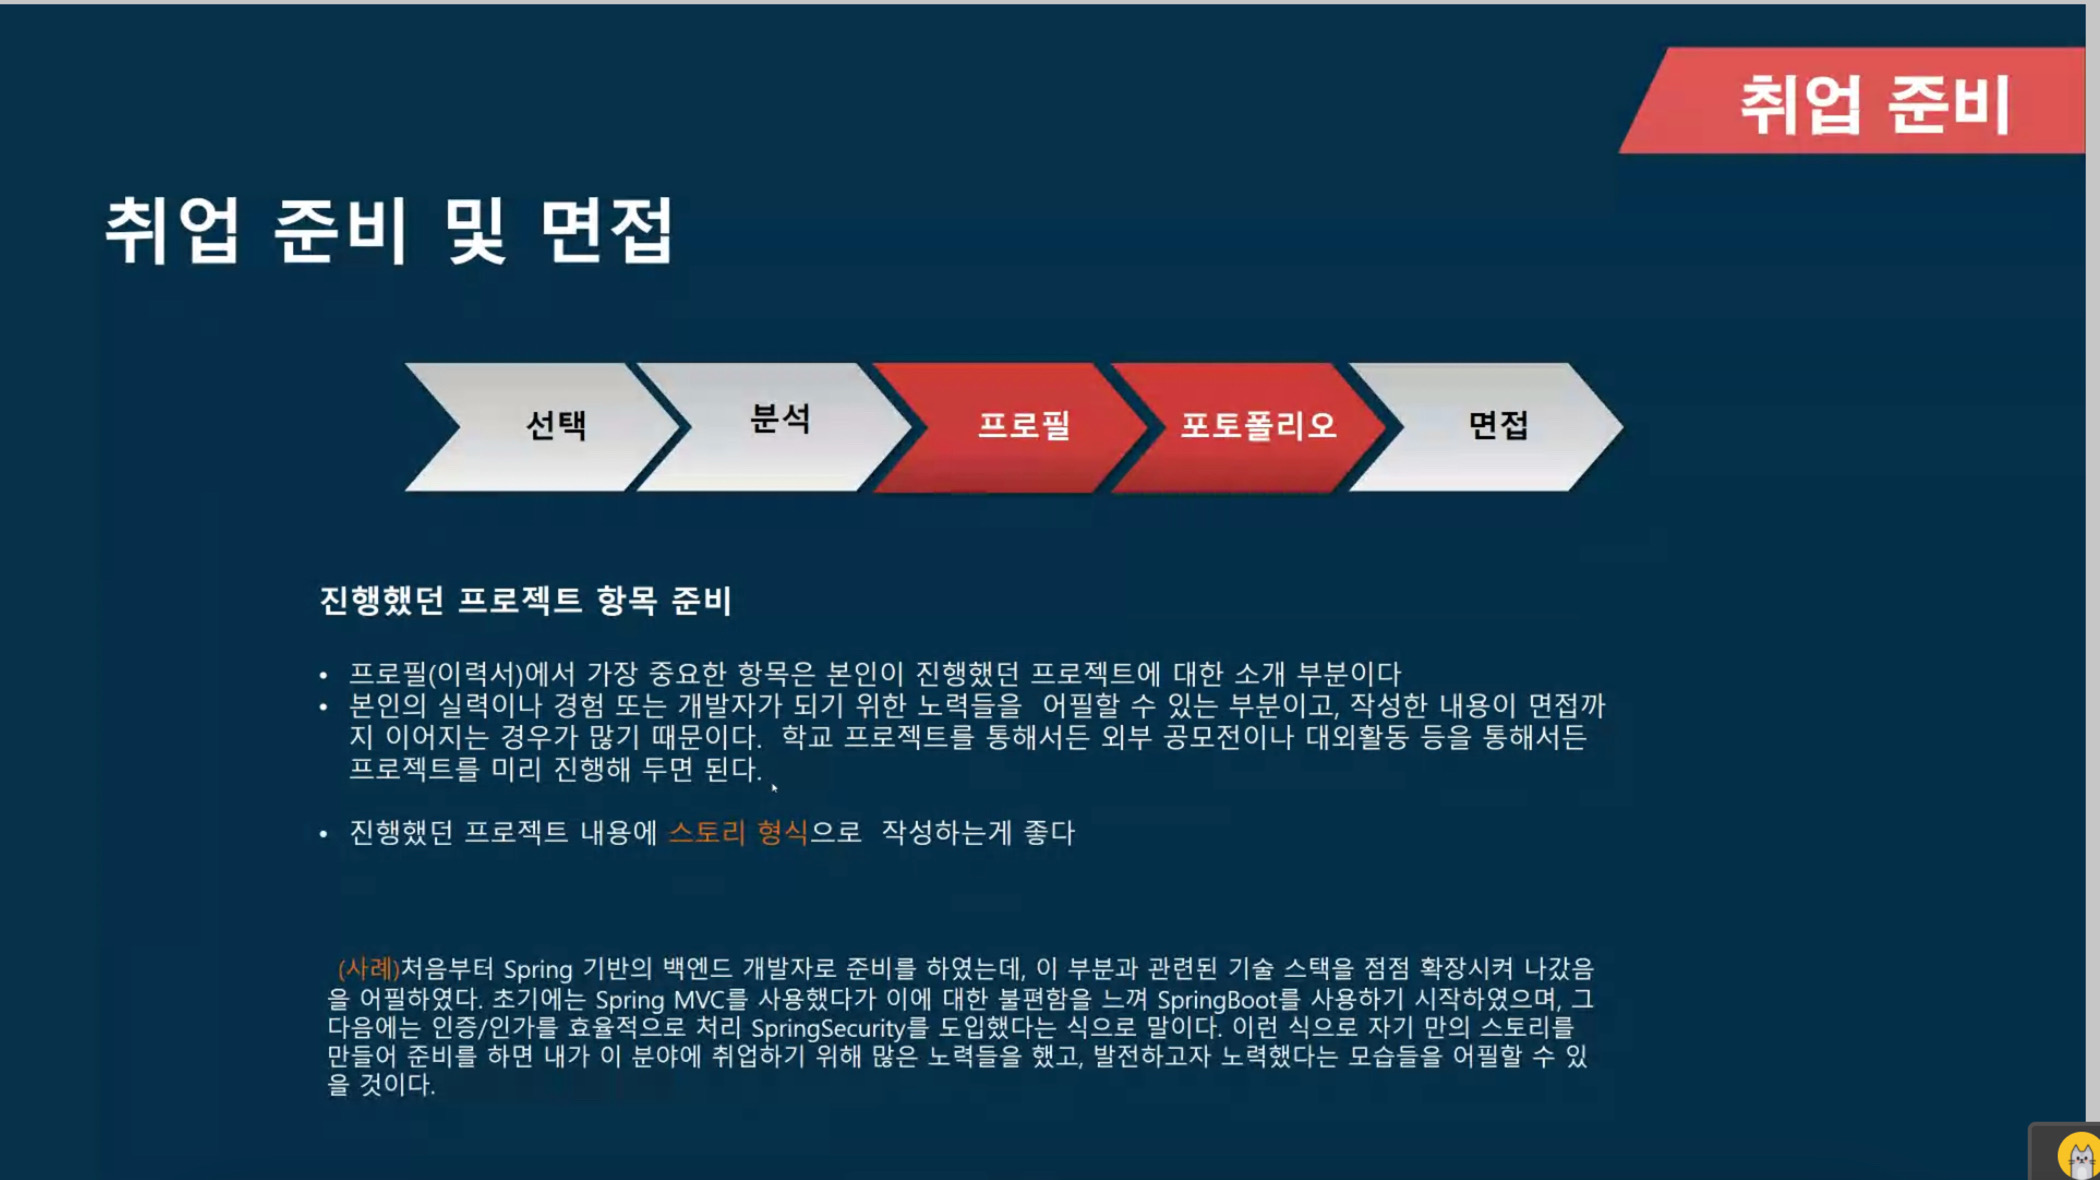 취업 준비
취업 준비 및 면접
선택
분석
프로필
포토폴리오
면접
진행했던 프로젝트 항목 준비
• 프로필(이력서)에서 가장 중요한 항목은 본인이 진행했던 프로젝트에 대한 소개 부분이다
• 본인의 실력이나 경험 또는 개발자가 되기 위한 노력들을 어필할 수 있는 부분이고, 작성한 내용이 면접까
지 이어지는 경우가 많기 때문이다. 학교 프로젝트를 통해서든 외부 공모전이나 대외활동 등을 통해서든
프로젝트를 미리 진행해 두면 된다.
• 진행했던 프로젝트 내용에 스토리 형식으로 작성하는게 좋다
(사례)처음부터 Spring 기반의 백엔드 개발자로 준비를 하였는데, 이 부분과 관련된 기술 스택을 점점 확장시켜 나갔음
을 어필하였다. 초기에는 Spring MVC를 사용했다가 이에 대한 불편함을 느껴 SpringBoot를 사용하기 시작하였으며, 그
다음에는 인증/인가를 효율적으로 처리 SpringSecurity를 도입했다는 식으로 말이다. 이런 식으로 자기 만의 스토리를
만들어 준비를 하면 내가 이 분야에 취업하기 위해 많은 노력들을 했고, 발전하고자 노력했다는 모습들을 어필할 수 있
을 것이다.